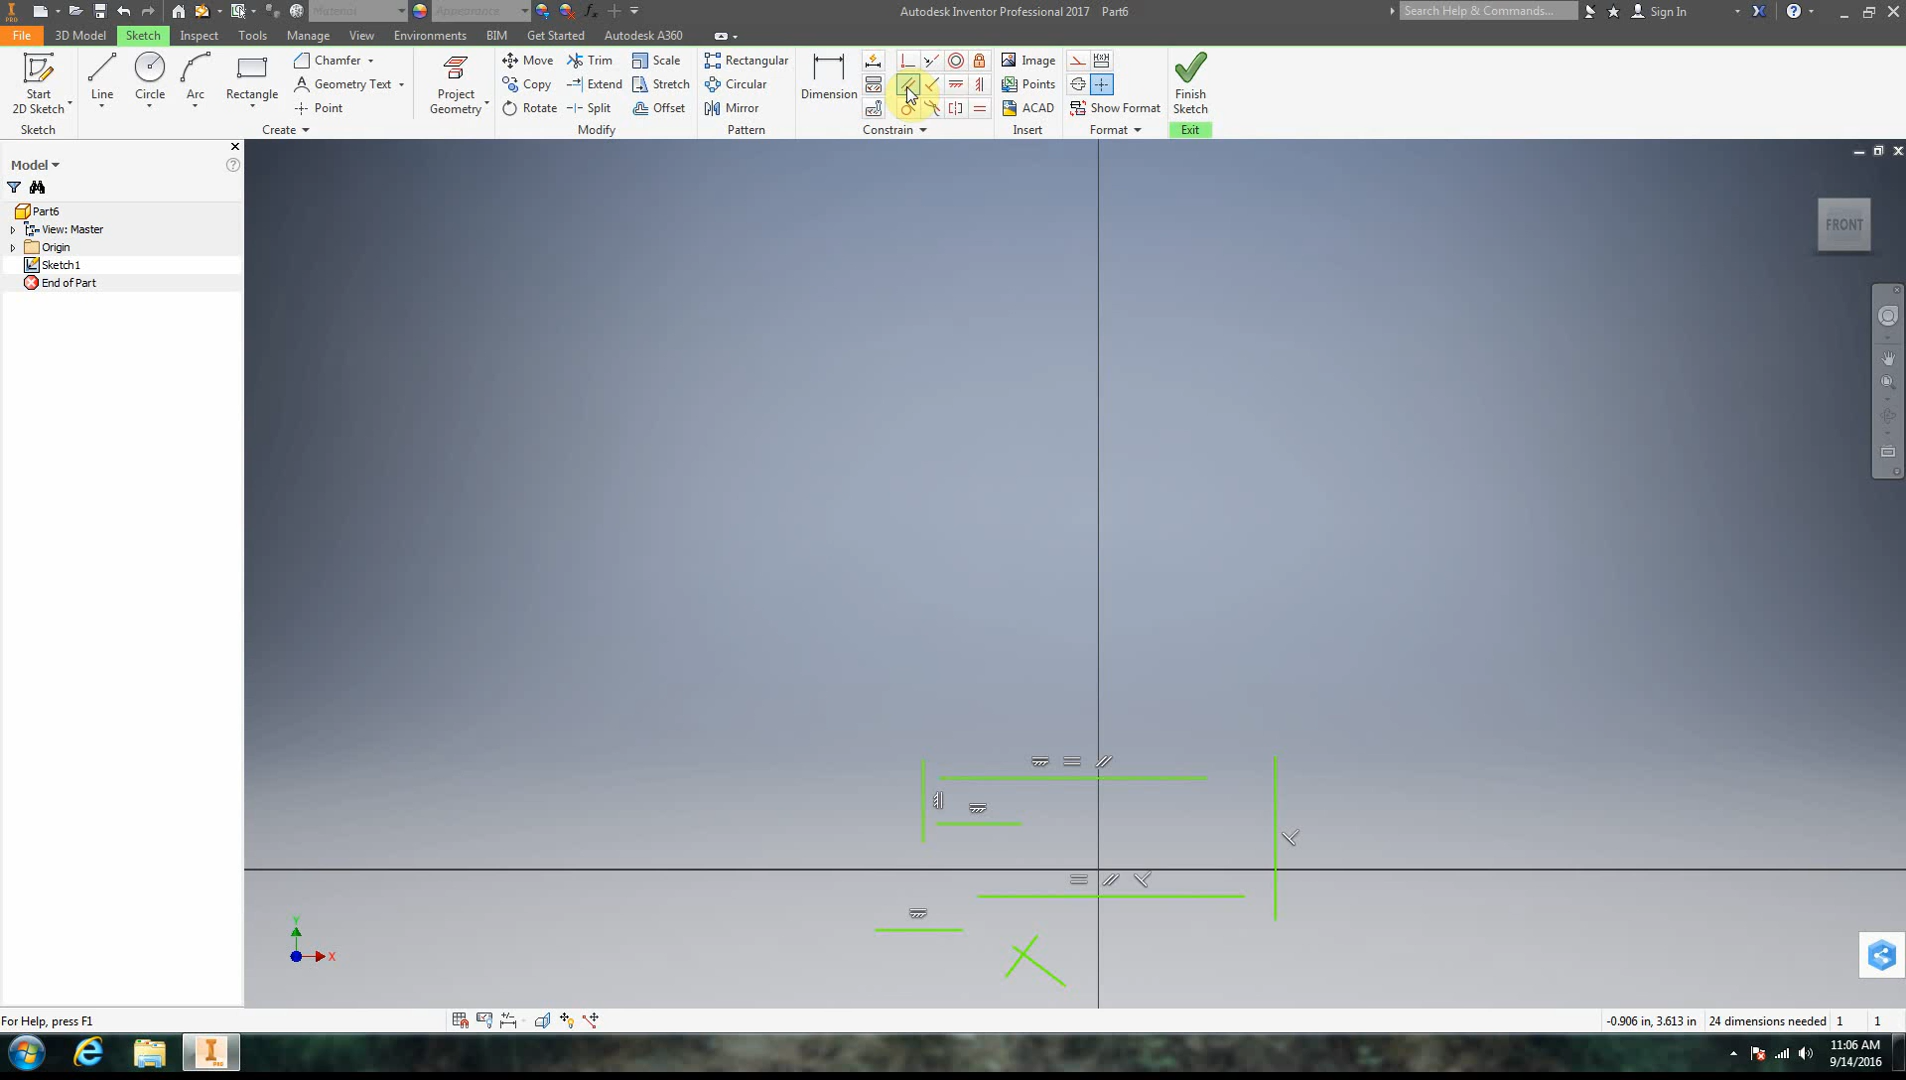 PRO
Material
Appearance
Autodesk Inventor Professional 2017 Part6
Search Help & Commands...
Sign In
File
3D Model
Sketch
Inspect
Tools
Manage
View
Environments
BIM
Get Started
Autodesk A360
Start
2D Sketch
Line
Circle
Arc
Rectangle
Chamfer
Geometry Text
Point
Project
Geometry
Move
Copy
Rotate
Trim
Extend
Split
Scale
Stretch
Offset
Rectangular
Circular
Mirror
Dimension
Image
Points
ACAD
Show Format
Finish
Sketch
Sketch
Create
Modify
Pattern
Constrain
Insert
Format
Exit
Model
Part6
View: Master
Origin
Sketch1
End of Part
FRONT
Y
X
For Help, press F1
-0.906 in, 3.613 in
24 dimensions needed
1
1
PRO
11:06 AM
9/14/2016